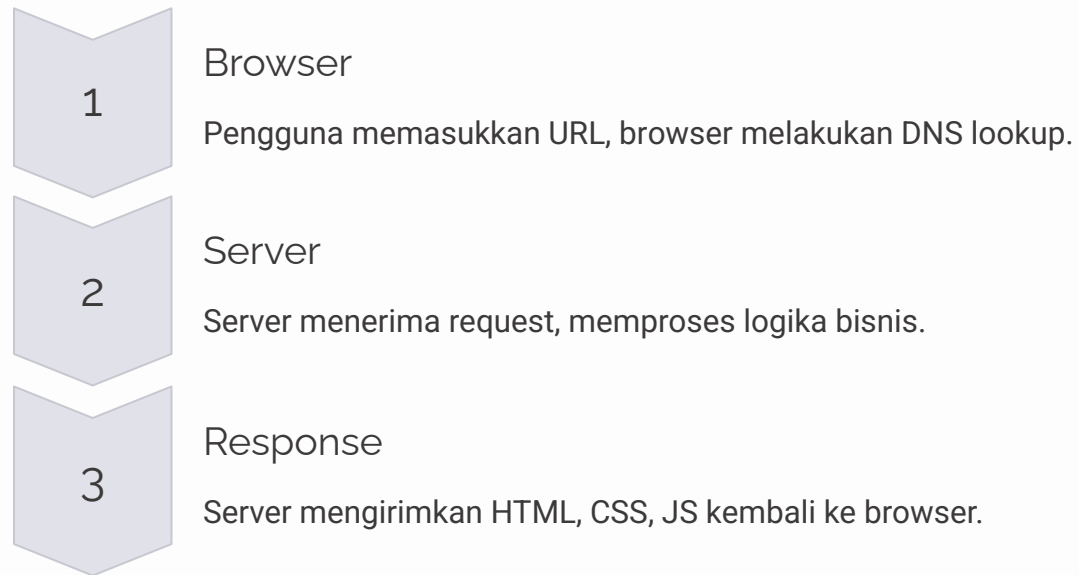 1
Browser
Pengguna memasukkan URL, browser melakukan DNS lookup.
2
Server
Server menerima request, memproses logika bisnis.
3
Response
Server mengirimkan HTML, CSS, JS kembali ke browser.